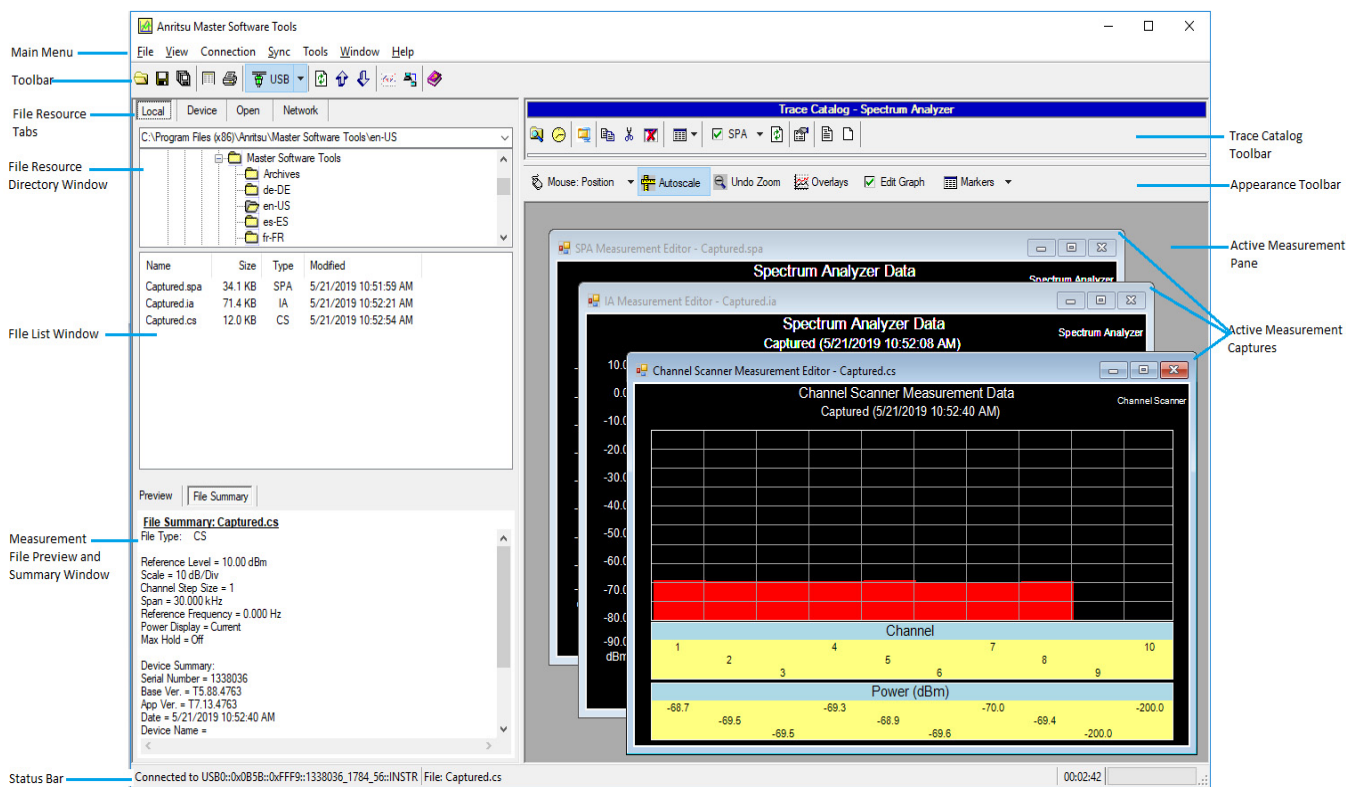 Anritsu Master Software Tools
Main Menu
File View Connection Sync Tools Window Help
Toolbar
USB
File Resource
Tabs
Local Device Open Network
Trace Catalog - Spectrum Analyzer
C:\Program Files (x86)\Anritsu\Master Software Tools\en-US
SPA
Trace Catalog
Toolbar
File Resource
Directory Window
Master Software Tools
Archives
de-DE
en-US
es-ES
fr-FR
Mouse: Position Autoscale Undo Zoom Overlays Edit Graph Markers
Appearance Toolbar
Active Measurement
Pane
Name Size Type Modified
Captured.spa 34.1 KB SPA 5/21/2019 10:51:59 AM
Captured.ia 71.4 KB IA 5/21/2019 10:52:21 AM
Captured.cs 12.0 KB CS 5/21/2019 10:52:54 AM
FIle List Window
SPA Measurement Editor - Captured.spa
Spectrum Analyzer Data
Spectrum Analyzer
IA Measurement Editor - Captured.ia
Spectrum Analyzer Data
Captured (5/21/2019 10:52:08 AM)
Spectrum Analyzer
Active Measurement
Captures
10.0
0.0
-10.0
-20.0
-30.0
-40.0
-50.0
-60.0
-70.0
-80.0
-90.0
dBm
Channel Scanner Measurement Editor - Captured.cs
Channel Scanner Measurement Data
Captured (5/21/2019 10:52:40 AM)
Channel Scanner
Channel
1 4 7 10
2 5 8
3 6 9
Power (dBm)
-68.7 -69.3 -70.0 -200.0
-69.5 -68.9 -69.4
-69.5 -69.6 -200.0
Preview File Summary
Measurement
File Preview and
Summary Window
File Summary: Captured.cs
File Type: CS
Reference Level = 10.00 dBm
Scale = 10 dB/Div
Channel Step Size = 1
Span = 30.000 kHz
Reference Frequency = 0.000 Hz
Power Display = Current
Max Hold = Off
Device Summary:
Serial Number = 1338036
Base Ver. = T5.88.4763
App Ver. = T7.13.4763
Date = 5/21/2019 10:52:40 AM
Device Name =
Status Bar
Connected to USB0::0x0B5B::0xFFF9::1338036_1784_56::INSTR File: Captured.cs 00:02:42